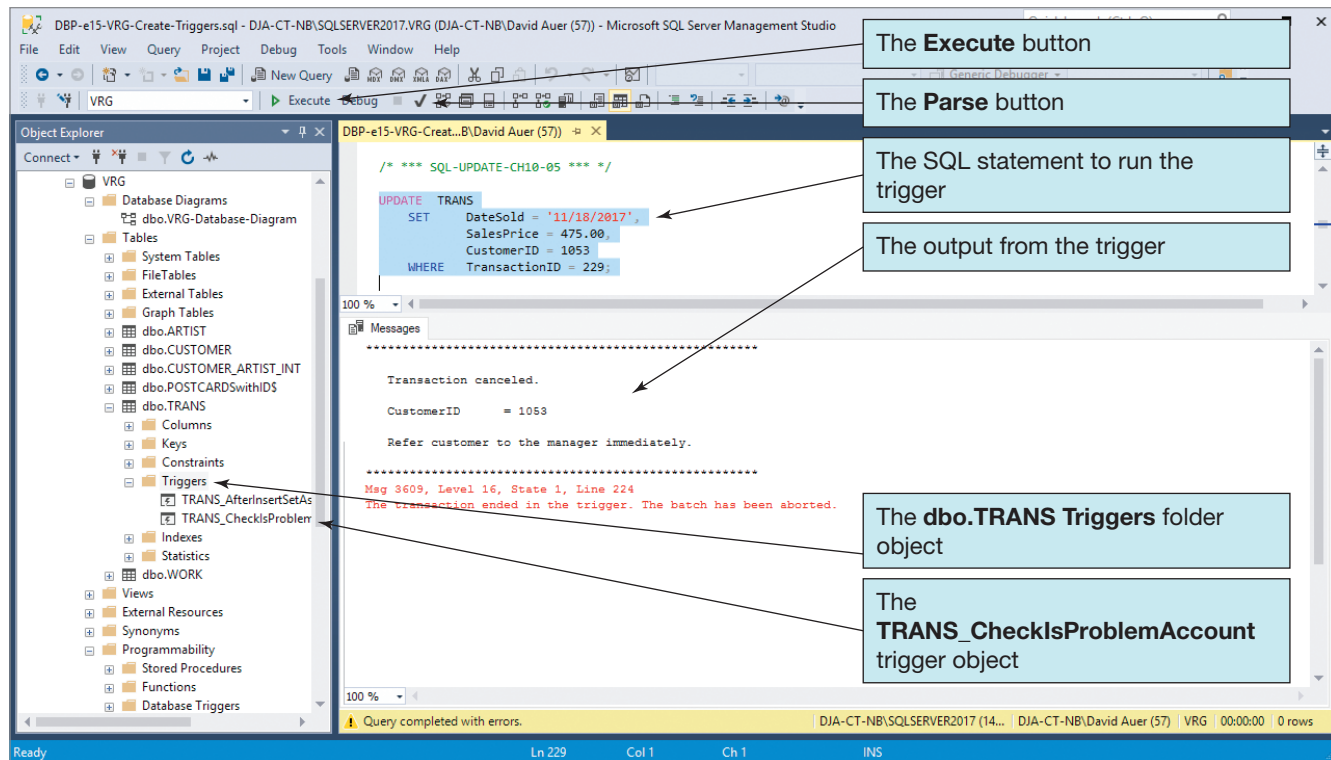 DBP-e15-VRG-Create-Triggers.sql - DJA-CT-NB\SQLSERVER2017.VRG (DJA-CT-NB\David Auer (57)) - Microsoft SQL Server Management Studio
File Edit View Query Project Debug Tools Window Help
New Query
Generic Debugger
VRG
Execute Debug
Object Explorer
Connect
VRG
Database Diagrams
dbo.VRG-Database-Diagram
Tables
System Tables
FileTables
External Tables
Graph Tables
dbo.ARTIST
dbo.CUSTOMER
dbo.CUSTOMER_ARTIST_INT
dbo.POSTCARDSwithID$
dbo.TRANS
Columns
Keys
Constraints
Triggers
TRANS_AfterInsertSetAs
TRANS_CheckIsProblem
Indexes
Statistics
dbo.WORK
Views
External Resources
Synonyms
Programmability
Stored Procedures
Functions
Database Triggers
DBP-e15-VRG-Creat...B\David Auer (57))
/* *** SQL-UPDATE-CH10-05 *** */
UPDATE TRANS
SET DateSold = '11/18/2017',
SalesPrice = 475.00,
CustomerID = 1053
WHERE TransactionID = 229;
100 %
Messages
******************************************************
Transaction canceled.
CustomerID = 1053
Refer customer to the manager immediately.
******************************************************
Msg 3609, Level 16, State 1, Line 224
The transaction ended in the trigger. The batch has been aborted.
100 %
Query completed with errors.
DJA-CT-NB\SQLSERVER2017 (14... DJA-CT-NB\David Auer (57) VRG 00:00:00 0 rows
Ready Ln 229 Col 1 Ch 1 INS
The Execute button
The Parse button
The SQL statement to run the
trigger
The output from the trigger
The dbo.TRANS Triggers folder
object
The
TRANS_CheckIsProblemAccount
trigger object